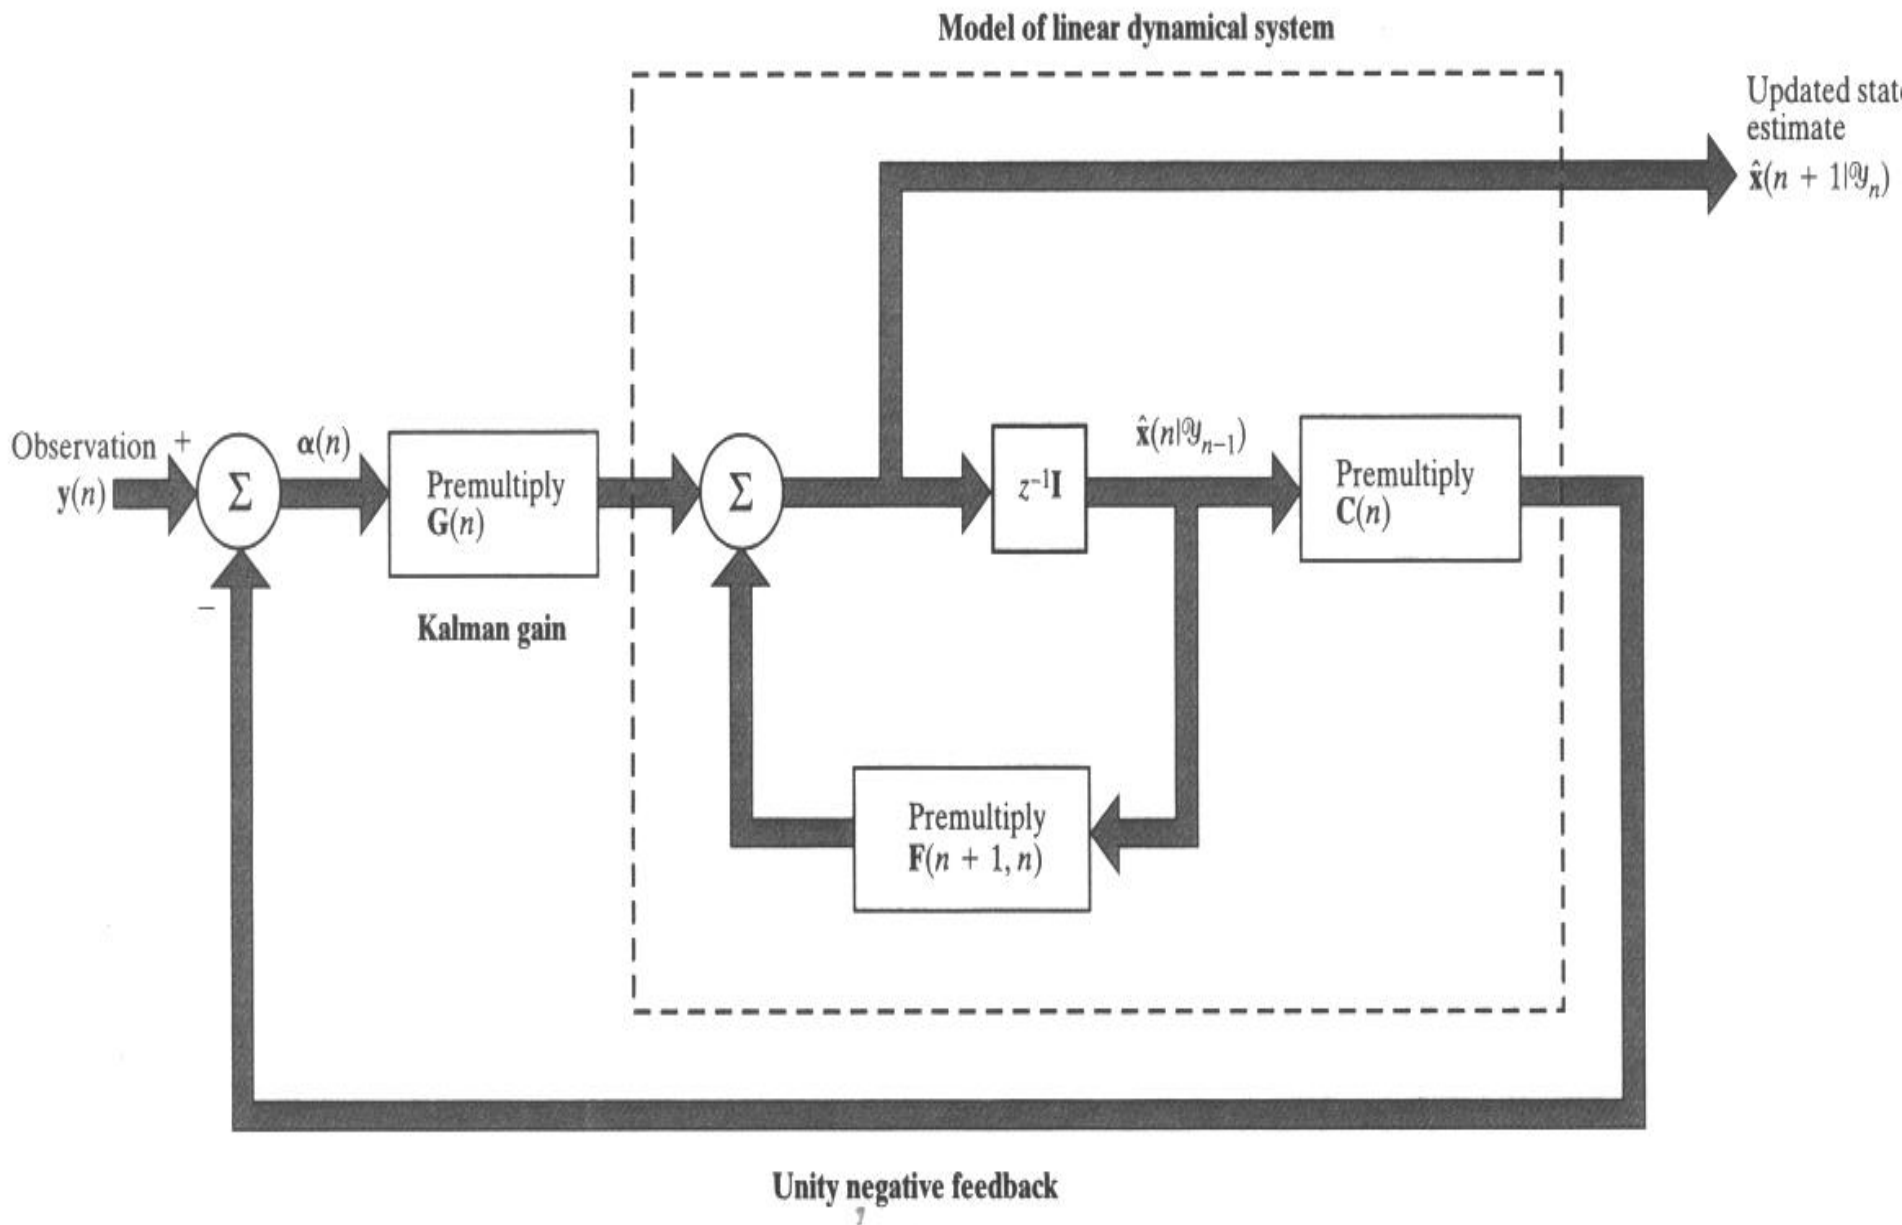 Model of linear dynamical system
Updated stat
estimate
x̂(n + 1|𝒴ₙ)
Observation
+
y(n)
Σ
α(n)
Premultiply
G(n)
Kalman gain
−
Σ
z⁻¹I
x̂(n|𝒴ₙ₋₁)
Premultiply
C(n)
Premultiply
F(n + 1, n)
Unity negative feedback